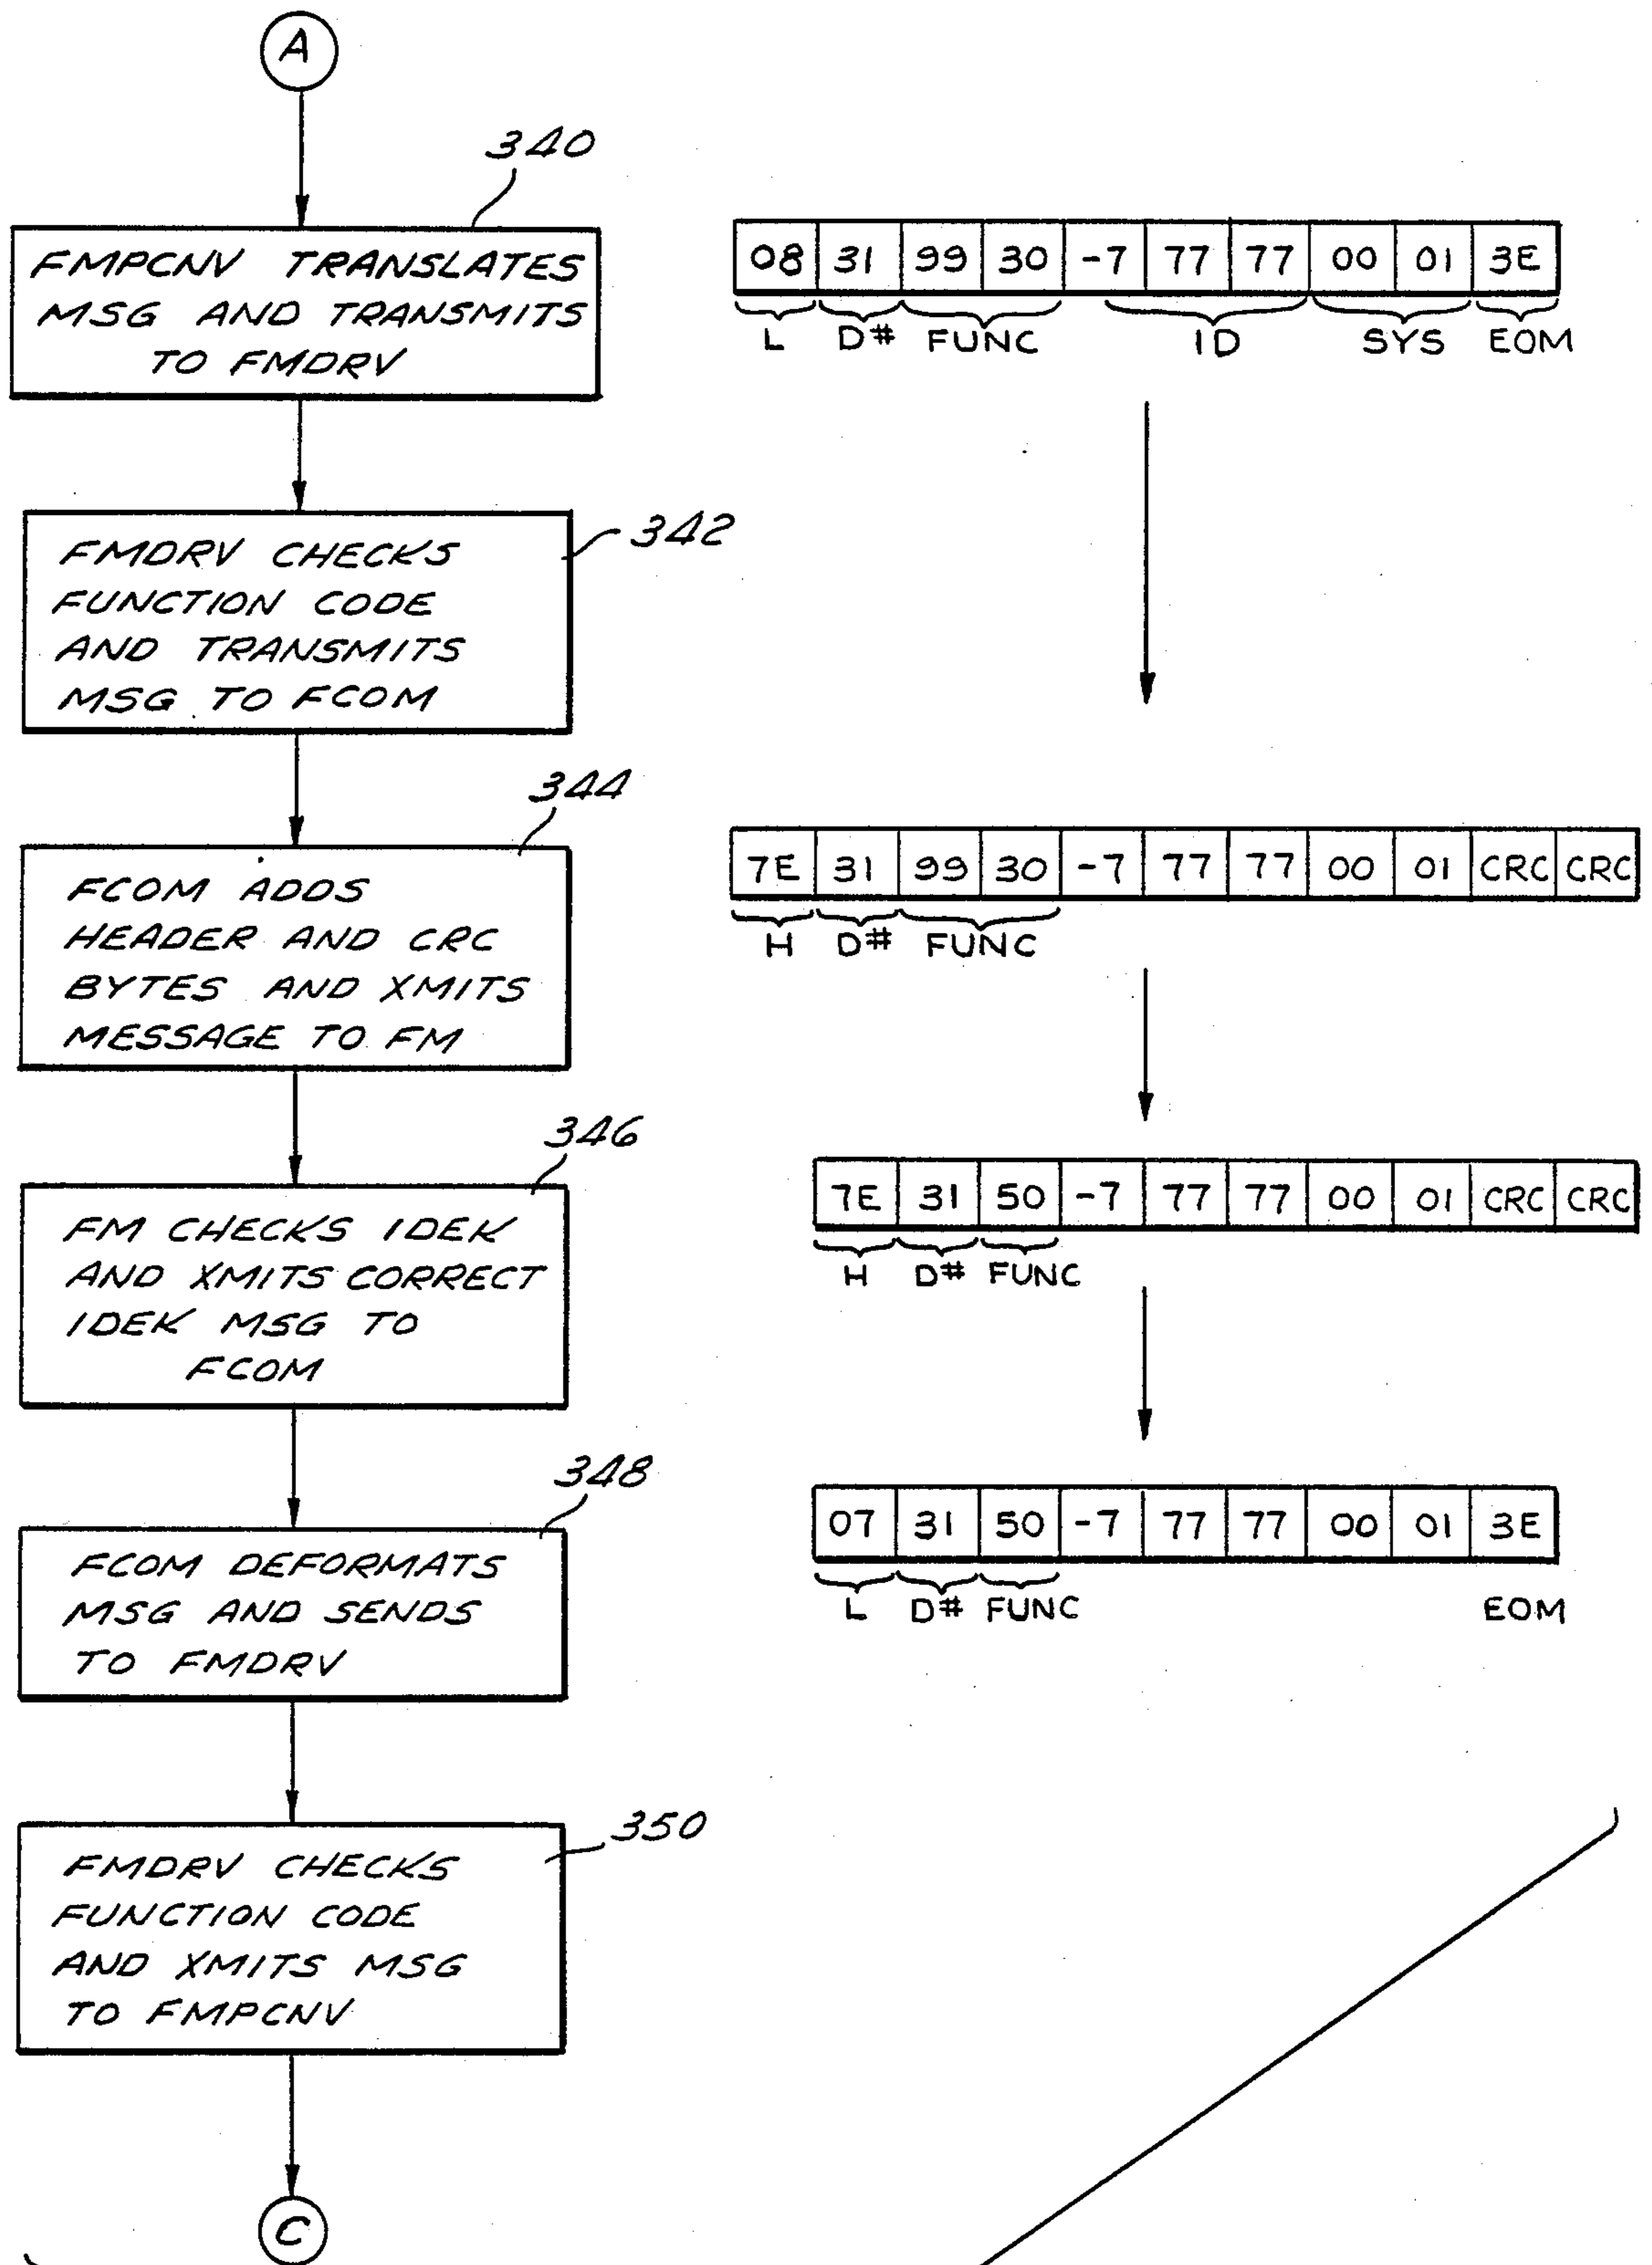 A
340
FMPCNV TRANSLATES
MSG AND TRANSMITS
TO FMDRV
08 31 99 30 -7 77 77 00 01 3E
L D# FUNC ID SYS EOM
342
FMDRV CHECKS
FUNCTION CODE
AND TRANSMITS
MSG TO FCOM
344
FCOM ADDS
HEADER AND CRC
BYTES AND XMITS
MESSAGE TO FM
7E 31 99 30 -7 77 77 00 01 CRC CRC
H D# FUNC
346
FM CHECKS IDEK
AND XMITS CORRECT
IDEK MSG TO
FCOM
7E 31 50 -7 77 77 00 01 CRC CRC
H D# FUNC
348
FCOM DEFORMATS
MSG AND SENDS
TO FMDRV
07 31 50 -7 77 77 00 01 3E
L D# FUNC EOM
350
FMDRV CHECKS
FUNCTION CODE
AND XMITS MSG
TO FMPCNV
C